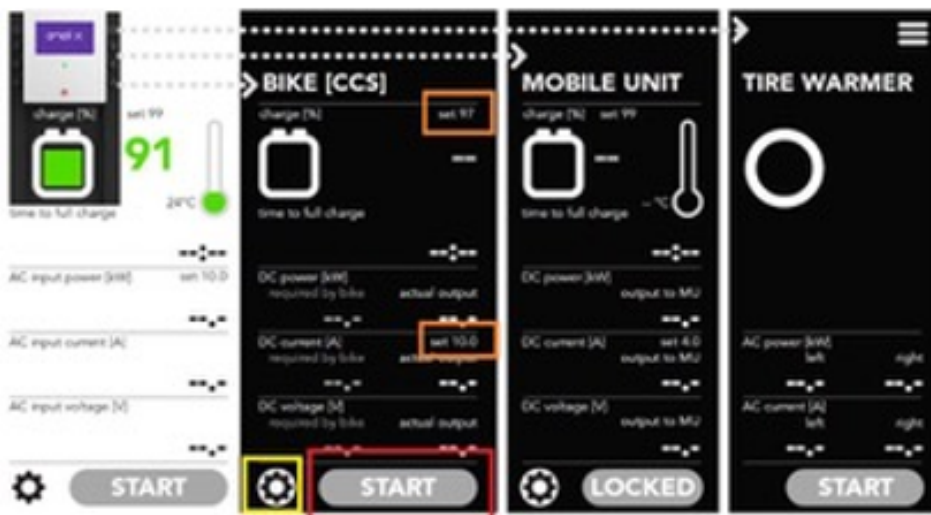 enel x
charge [%] set 99
91
24°C
time to full charge
--:--
AC input power [kW] set 10.0
--.-
AC input current [A]
--.-
AC input voltage [V]
--.-
START
BIKE [CCS]
charge [%] set 97
--
time to full charge
--:--
DC power [kW]
required by bike actual output
--.- --.-
DC current [A] set 10.0
required by bike actual output
--.- --.-
DC voltage [V]
required by bike actual output
--.- --.-
START
MOBILE UNIT
charge [%] set 99
--
-- °C
time to full charge
--:--
DC power [kW]
output to MU
--.-
DC current [A] set 4.0
output to MU
--.-
DC voltage [V]
output to MU
--.-
LOCKED
TIRE WARMER
AC power [kW]
left right
--.- --.-
AC current [A]
left right
--.- --.-
START